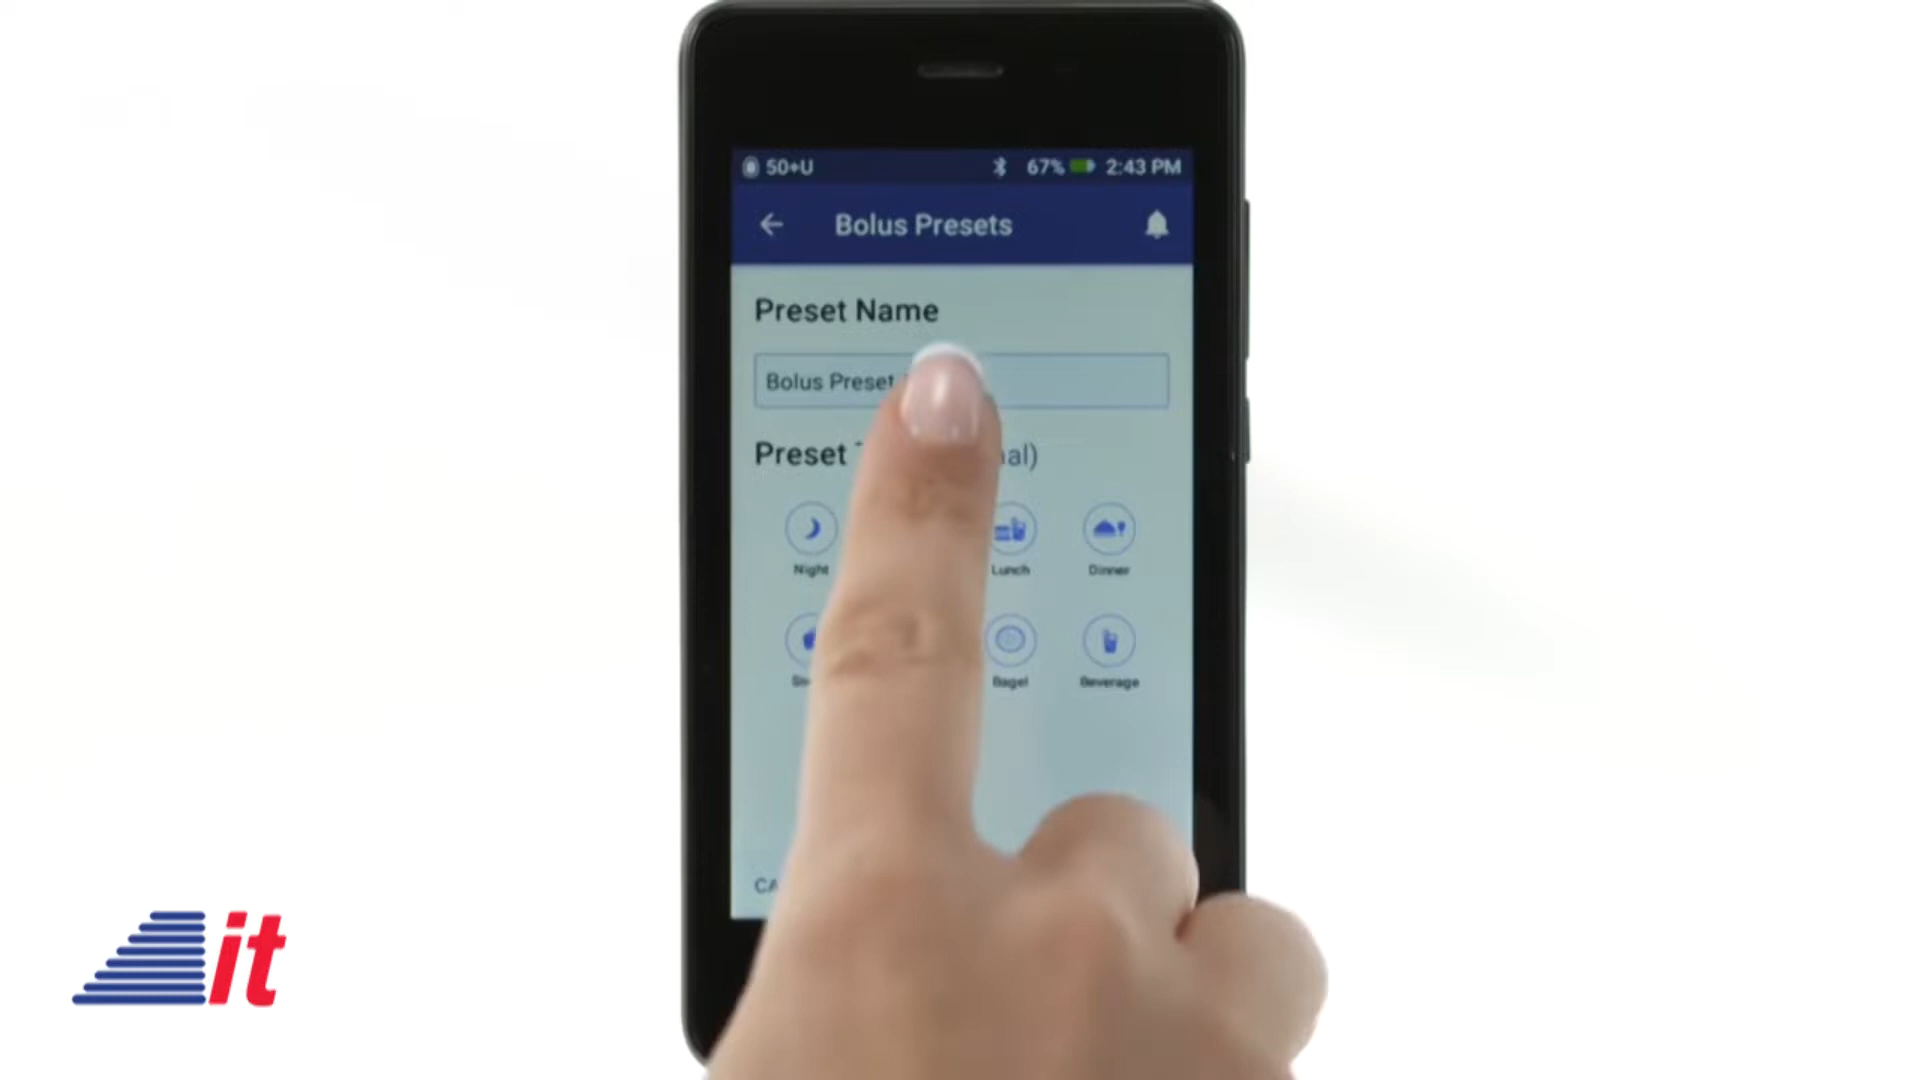 50+U 67% 2:43 PM
Bolus Presets
Preset Name
Bolus Preset
Preset nal)
Night Lunch Dinner
Bagel Beverage
CA
it